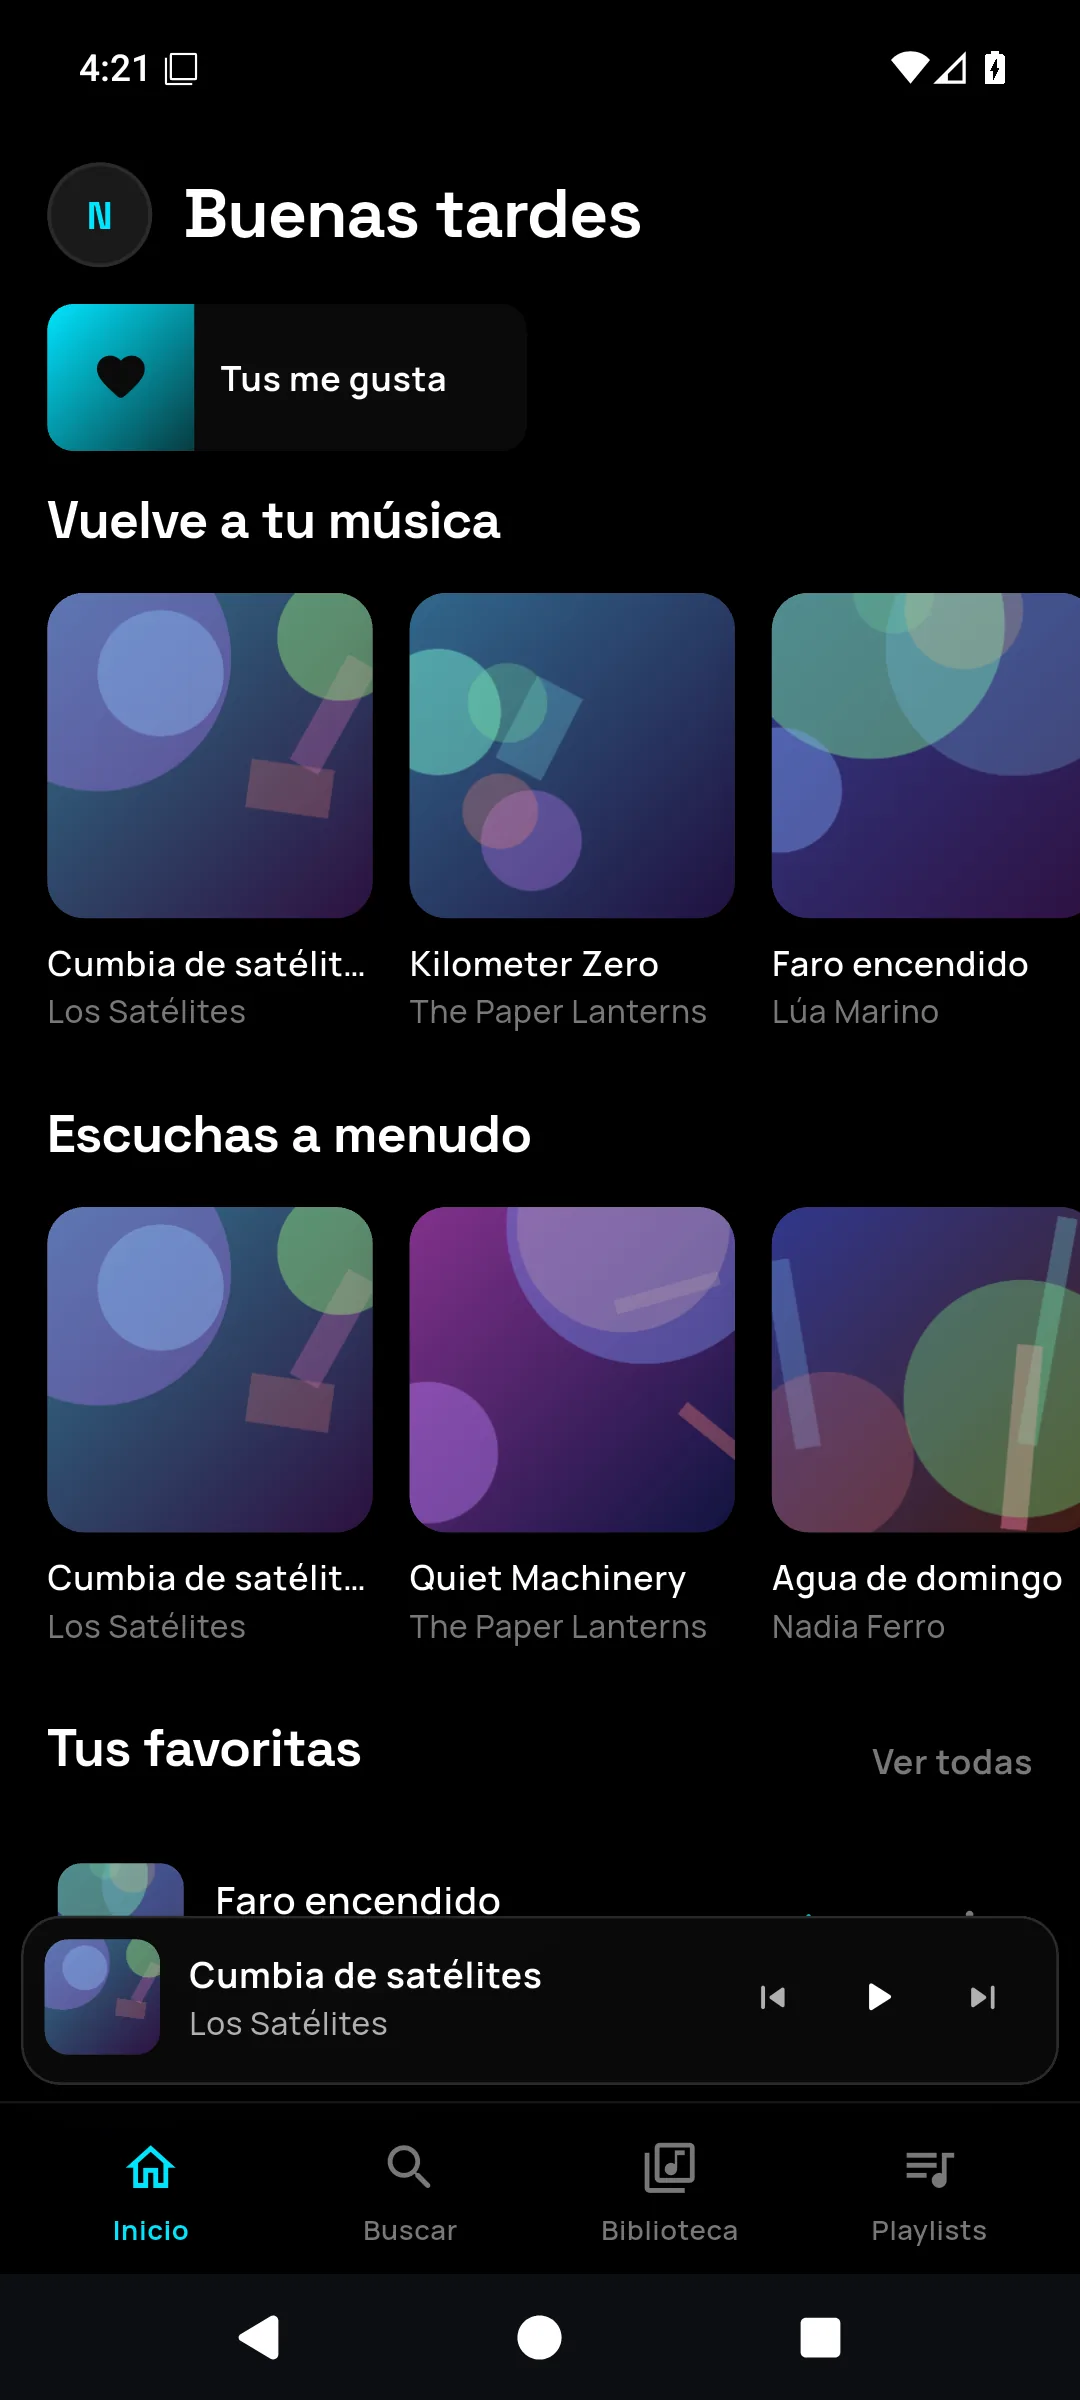 4:21
N
Buenas tardes
Tus me gusta
Vuelve a tu música
Cumbia de satélit...
Los Satélites
Kilometer Zero
The Paper Lanterns
Faro encendido
Lúa Marino
Escuchas a menudo
Cumbia de satélit...
Los Satélites
Quiet Machinery
The Paper Lanterns
Agua de domingo
Nadia Ferro
Tus favoritas
Ver todas
Faro encendido
Cumbia de satélites
Los Satélites
Inicio
Buscar
Biblioteca
Playlists